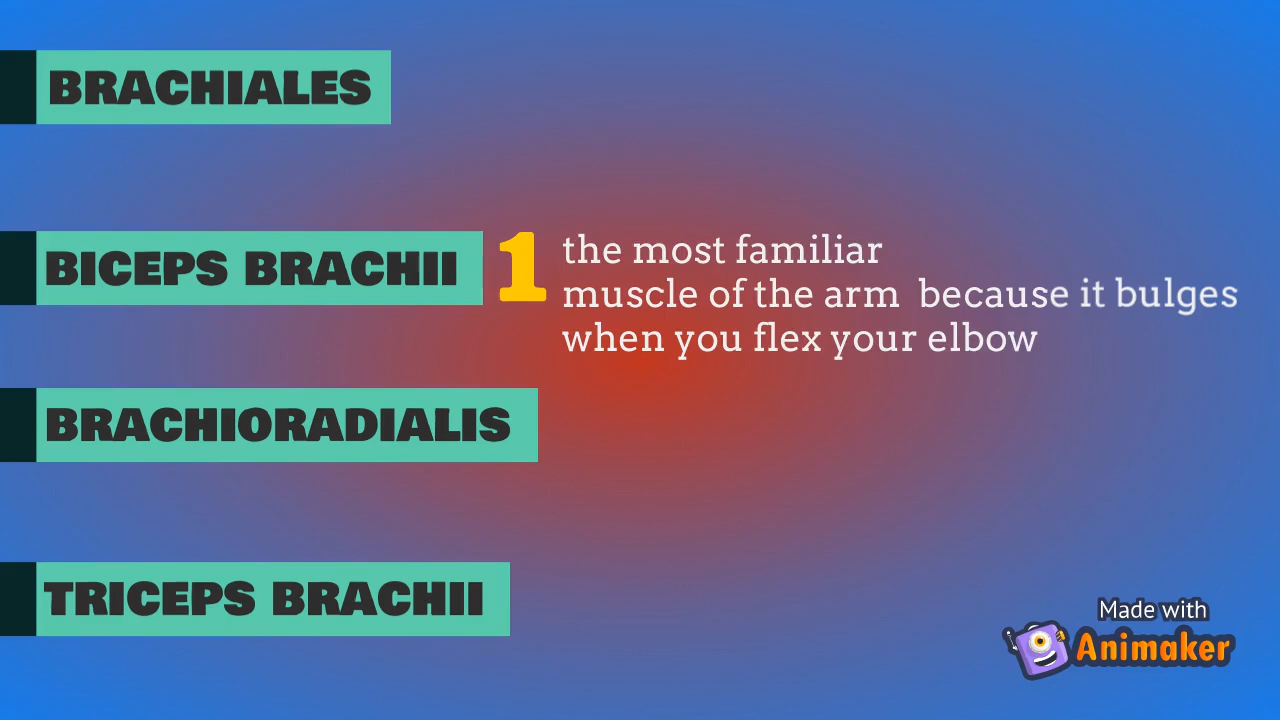 BRACHIALES
BICEPS BRACHII
1
the most familiar
muscle of the arm because it bulges
when you flex your elbow
BRACHIORADIALIS
TRICEPS BRACHII
Made with
Animaker